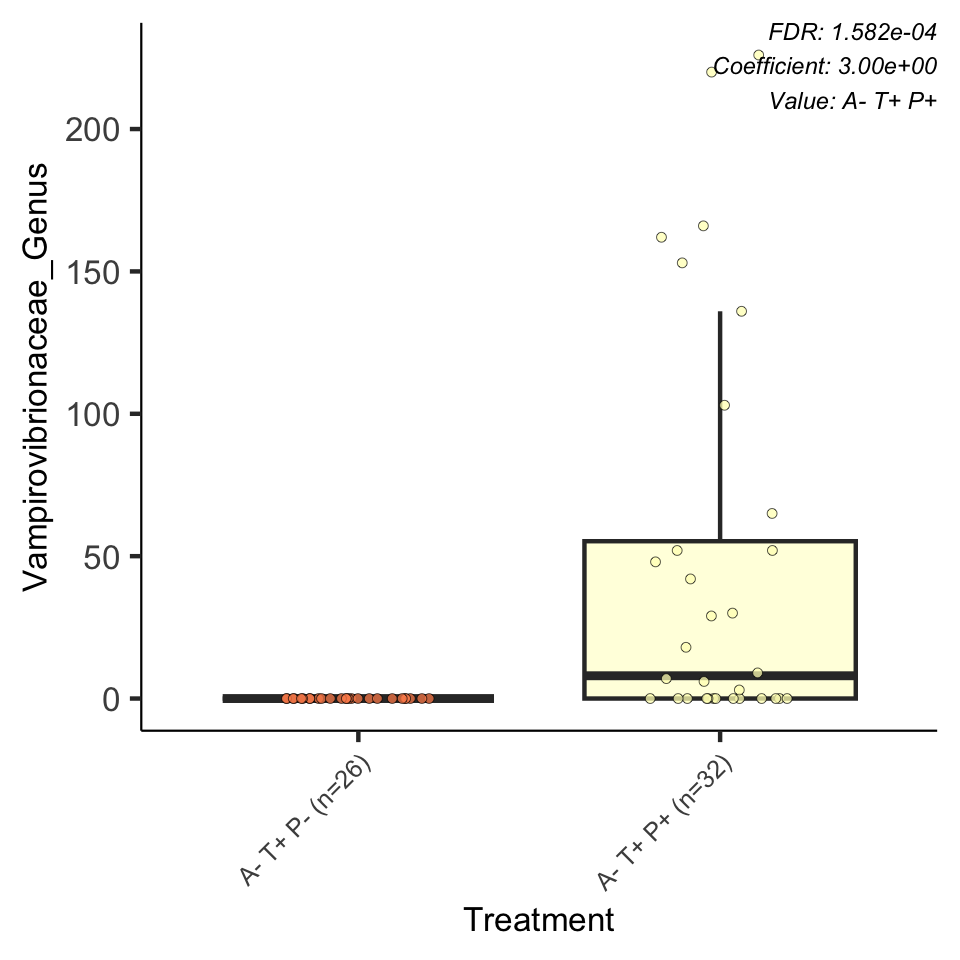 FDR: 1.582e-04
Coefficient: 3.00e+00
Value: A- T+ P+
Vampirovibrionaceae_Genus
200
150
100
50
0
A- T+ P- (n=26)
A- T+ P+ (n=32)
Treatment